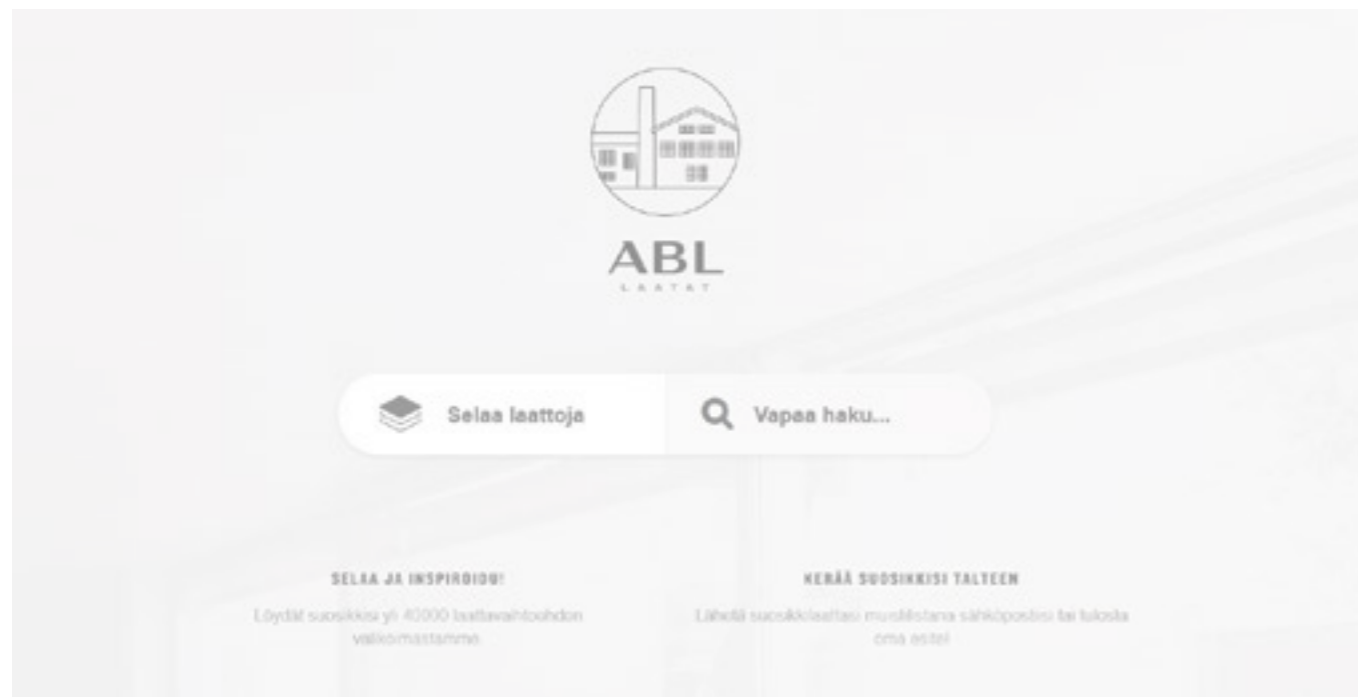 ABL
LAATAT
Selaa laattoja
Vapaa haku...
SELAA JA INSPIROIDU!
Löydät suosikkisi yli 40000 laattavaihtoehdon
valikoimastamme.
KERÄÄ SUOSIKKISI TALTEEN
Lähetä suosikkilaattasi muistilistana sähköpostiisi tai tulosta
oma esite!